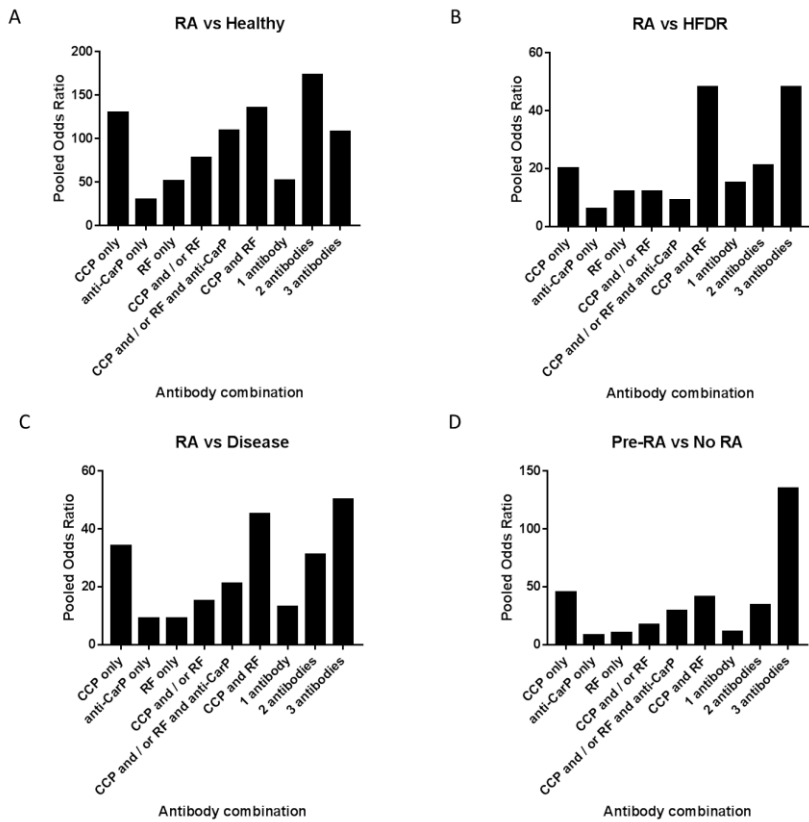 A
RA vs Healthy
Pooled Odds Ratio
200
150
100
50
0
CCP only
anti-CarP only
RF only
CCP and / or RF
CCP and / or RF and anti-CarP
CCP and RF
1 antibody
2 antibodies
3 antibodies
Antibody combination
B
RA vs HFDR
Pooled Odds Ratio
60
40
20
0
CCP only
anti-CarP only
RF only
CCP and / or RF
CCP and / or RF and anti-CarP
CCP and RF
1 antibody
2 antibodies
3 antibodies
Antibody combination
C
RA vs Disease
Pooled Odds Ratio
60
40
20
0
CCP only
anti-CarP only
RF only
CCP and / or RF
CCP and / or RF and anti-CarP
CCP and RF
1 antibody
2 antibodies
3 antibodies
Antibody combination
D
Pre-RA vs No RA
Pooled Odds Ratio
150
100
50
0
CCP only
anti-CarP only
RF only
CCP and / or RF
CCP and / or RF and anti-CarP
CCP and RF
1 antibody
2 antibodies
3 antibodies
Antibody combination